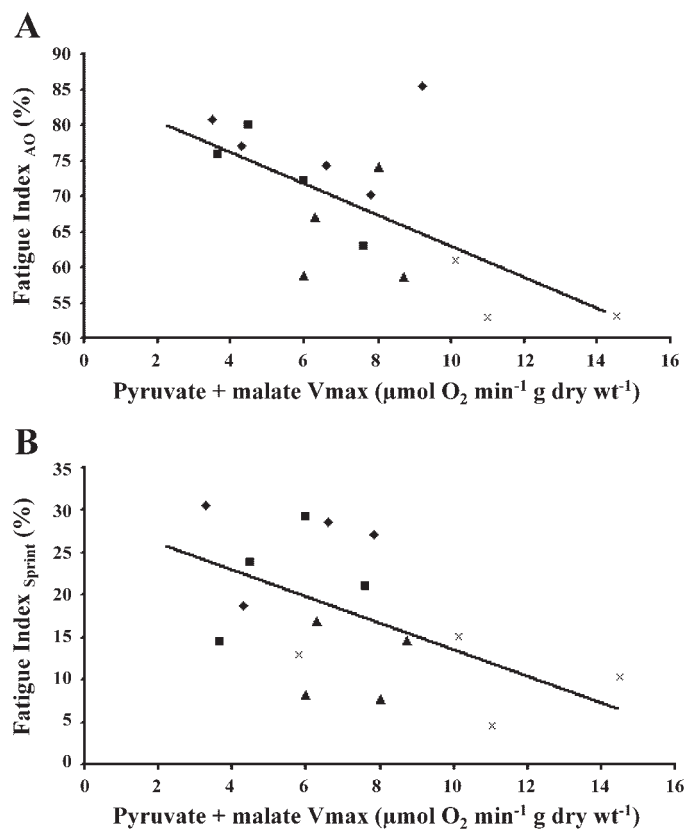 A
Fatigue Index AO (%)
90
85
80
75
70
65
60
55
50
0 2 4 6 8 10 12 14 16
Pyruvate + malate Vmax (µmol O2 min-1 g dry wt-1)
B
Fatigue Index Sprint (%)
35
30
25
20
15
10
5
0
0 2 4 6 8 10 12 14 16
Pyruvate + malate Vmax (µmol O2 min-1 g dry wt-1)